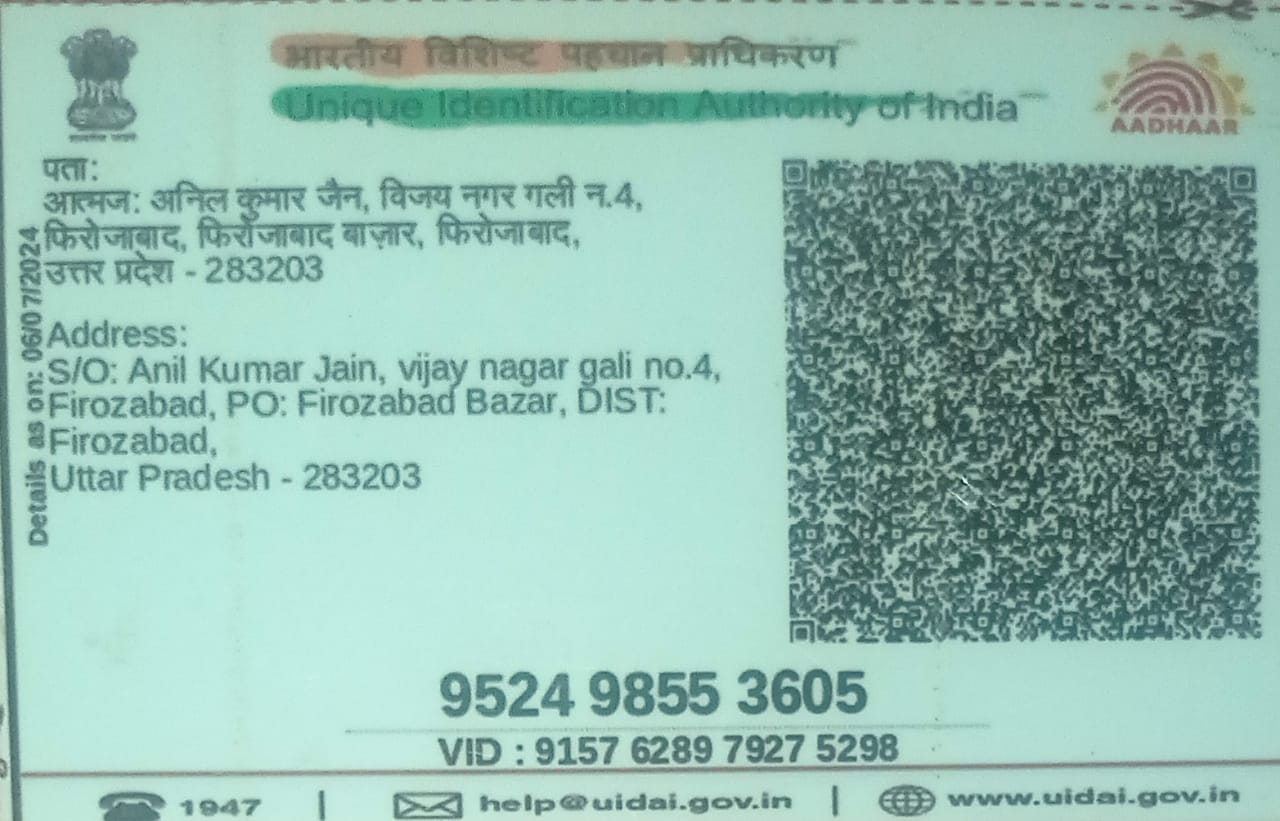 भारतीय विशिष्ट पहचान प्राधिकरण
Unique Identification Authority of India
AADHAAR
पता:
आत्मज: अनिल कुमार जैन, विजय नगर गली न.4,
फिरोजाबाद, फिरोजाबाद बाज़ार, फिरोजाबाद,
उत्तर प्रदेश - 283203
Address:
S/O: Anil Kumar Jain, vijay nagar gali no.4,
Firozabad, PO: Firozabad Bazar, DIST:
Firozabad,
Uttar Pradesh - 283203
Details as on: 06/07/2024
9524 9855 3605
VID : 9157 6289 7927 5298
1947 | help@uidai.gov.in | www.uidai.gov.in